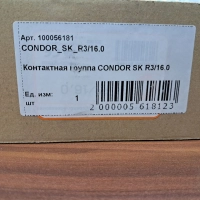 Арт. 100056181
CONDOR_SK_R3/16.0
Контактная группа CONDOR SK R3/16.0
Ед. изм:
шт
1
2 000005 618123